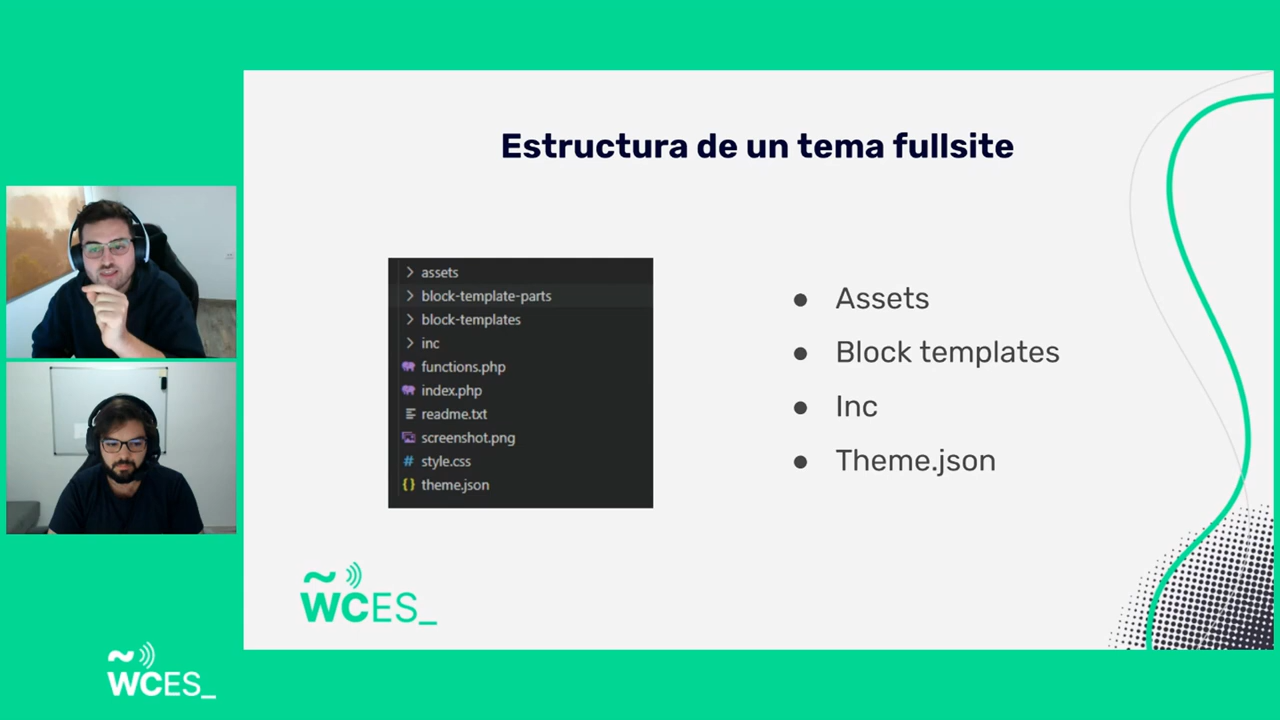 Estructura de un tema fullsite
assets
block-template-parts
block-templates
inc
functions.php
index.php
readme.txt
screenshot.png
style.css
theme.json
● Assets
● Block templates
● Inc
● Theme.json
~ WCES_
~ WCES_